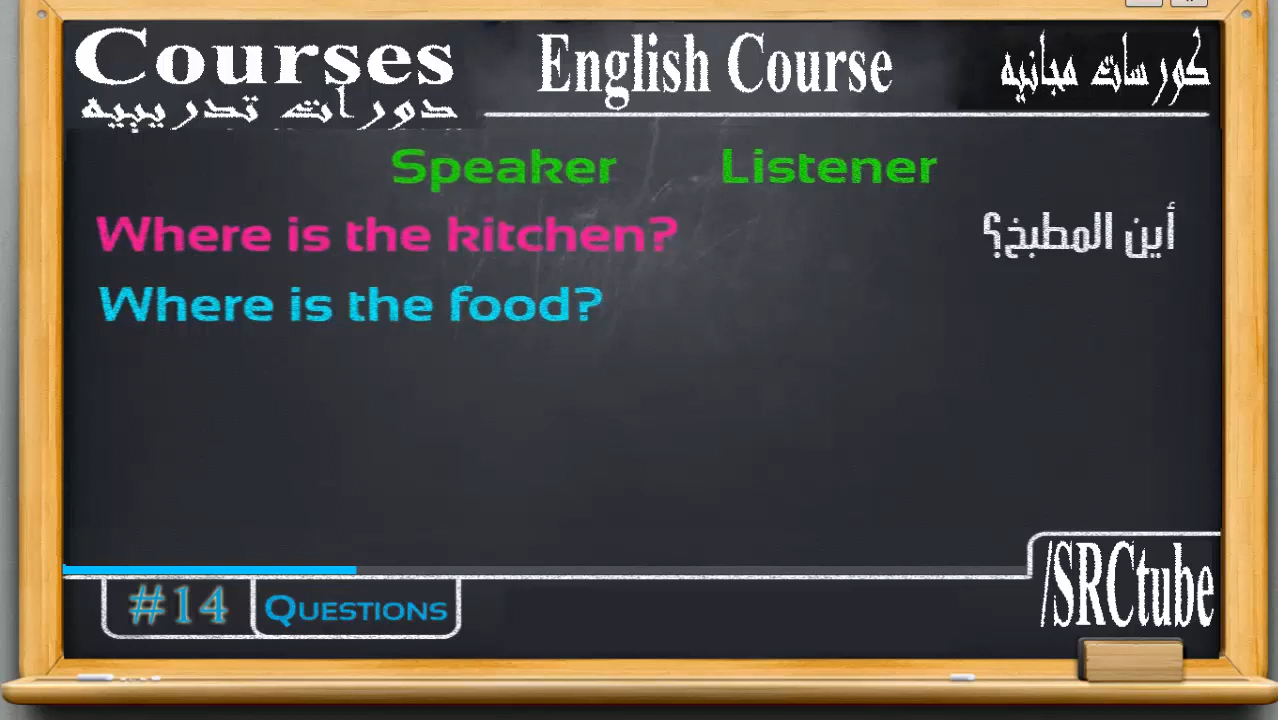 Courses
دورات تدريبيه
English Course
كورسات مجانيه
Speaker Listener
Where is the kitchen? أين المطبخ؟
Where is the food?
#14 QUESTIONS
/SRCtube